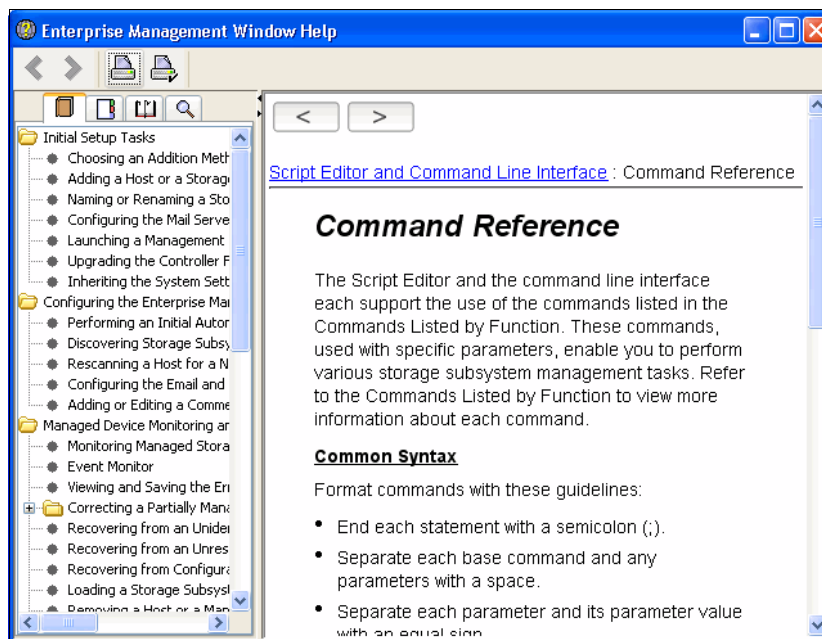 Enterprise Management Window Help
Initial Setup Tasks
Choosing an Addition Meth
Adding a Host or a Storag
Naming or Renaming a Sto
Configuring the Mail Serve
Launching a Management
Upgrading the Controller F
Inheriting the System Sett
Configuring the Enterprise Mar
Performing an Initial Autor
Discovering Storage Subsy
Rescanning a Host for a N
Configuring the Email and
Adding or Editing a Comme
Managed Device Monitoring ar
Monitoring Managed Stora
Event Monitor
Viewing and Saving the Err
Correcting a Partially Mana
Recovering from an Unider
Recovering from an Unres
Recovering from Configura
Loading a Storage Subsyst
Removing a Host or a Man
< >
Script Editor and Command Line Interface : Command Reference
Command Reference
The Script Editor and the command line interface
each support the use of the commands listed in the
Commands Listed by Function. These commands,
used with specific parameters, enable you to perform
various storage subsystem management tasks. Refer
to the Commands Listed by Function to view more
information about each command.
Common Syntax
Format commands with these guidelines:
• End each statement with a semicolon (;).
• Separate each base command and any
parameters with a space.
• Separate each parameter and its parameter value
with an equal sign